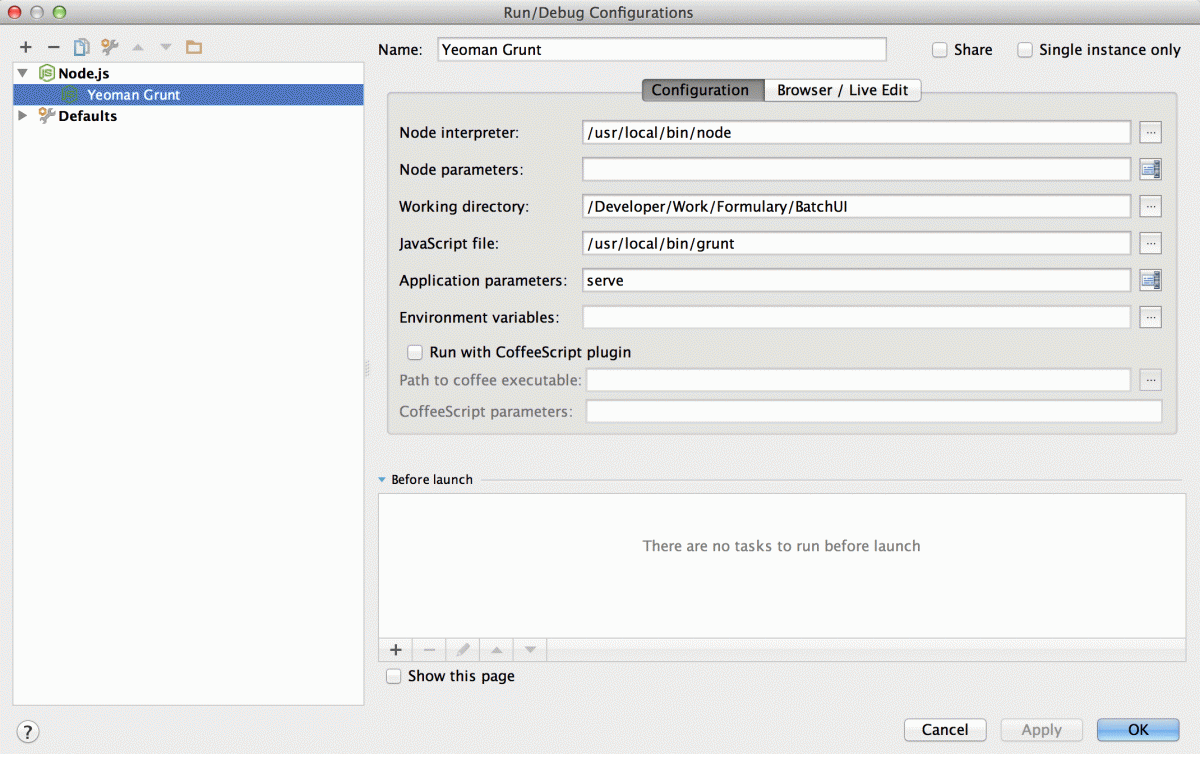 Run/Debug Configurations
Name: Yeoman Grunt Share Single instance only
Node.js
Yeoman Grunt
Defaults
Configuration Browser / Live Edit
Node interpreter: /usr/local/bin/node
Node parameters:
Working directory: /Developer/Work/Formulary/BatchUI
JavaScript file: /usr/local/bin/grunt
Application parameters: serve
Environment variables:
Run with CoffeeScript plugin
Path to coffee executable:
CoffeeScript parameters:
Before launch
There are no tasks to run before launch
Show this page
? Cancel Apply OK